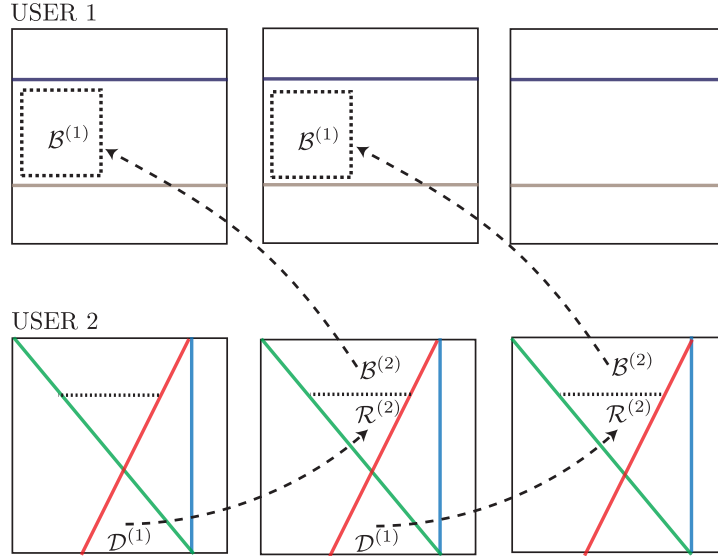 USER 1
ℬ⁽¹⁾ ℬ⁽¹⁾
USER 2
ℬ⁽²⁾ ℬ⁽²⁾
ℛ⁽²⁾ ℛ⁽²⁾
𝒟⁽¹⁾ 𝒟⁽¹⁾